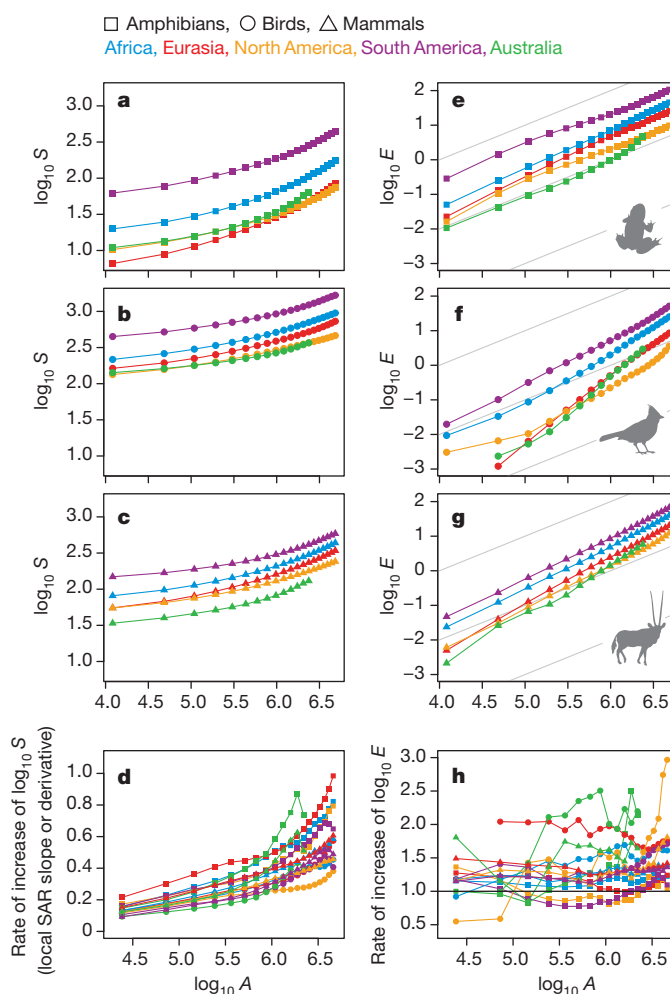 Amphibians, Birds, Mammals
Africa, Eurasia, North America, South America, Australia
a
log10 S
3.0
2.5
2.0
1.5
1.0
e
log10 E
2
1
0
−1
−2
−3
b
log10 S
3.0
2.5
2.0
1.5
1.0
f
log10 E
2
1
0
−1
−2
−3
c
log10 S
3.0
2.5
2.0
1.5
1.0
4.0 4.5 5.0 5.5 6.0 6.5
g
log10 E
2
1
0
−1
−2
−3
4.0 4.5 5.0 5.5 6.0 6.5
d
Rate of increase of log10 S
(local SAR slope or derivative)
1.0
0.8
0.6
0.4
0.2
0
4.5 5.0 5.5 6.0 6.5
log10 A
h
Rate of increase of log10 E
3.0
2.5
2.0
1.5
1.0
0.5
4.5 5.0 5.5 6.0 6.5
log10 A